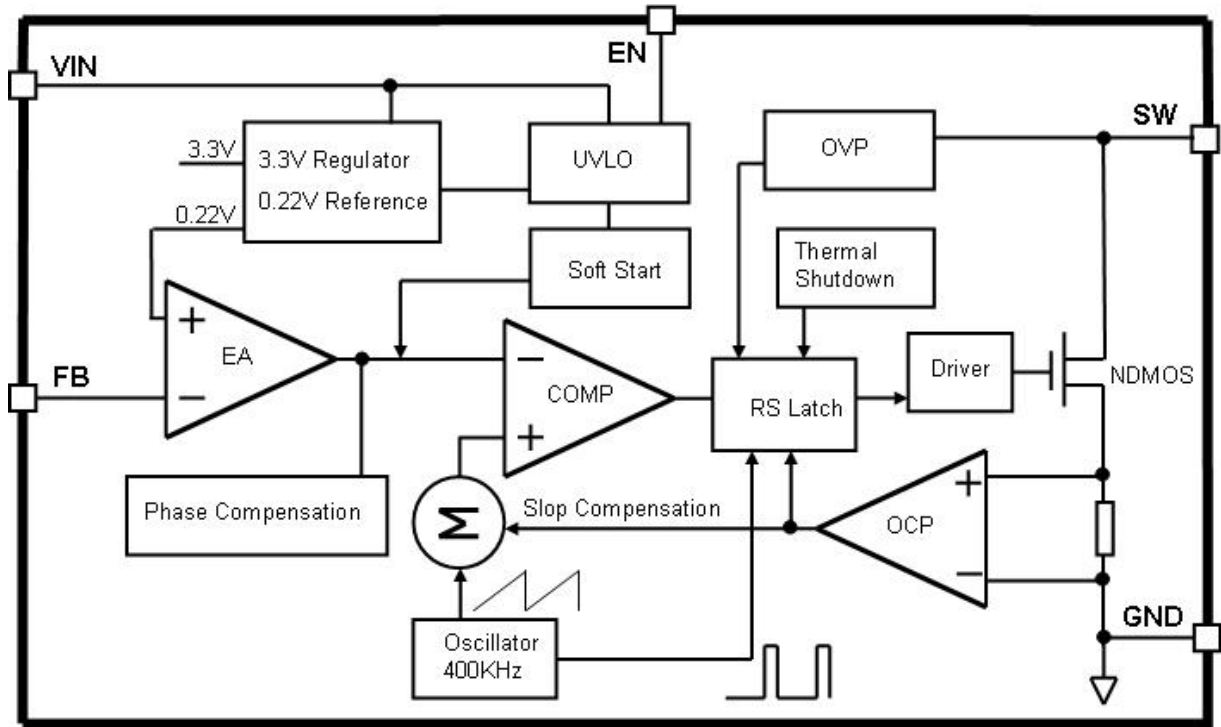 EN
VIN
SW
3.3V
3.3V Regulator
0.22V Reference
0.22V
UVLO
OVP
Soft Start
Thermal
Shutdown
+
EA
−
FB
−
COMP
+
RS Latch
Driver
NDMOS
Phase Compensation
Σ
Slop Compensation
+
OCP
−
GND
Oscillator
400KHz